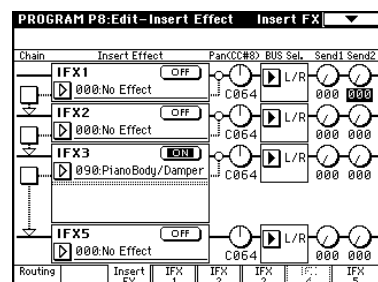 PROGRAM P8:Edit-Insert Effect Insert FX
Chain Insert Effect Pan(CC#8) BUS Sel. Send1 Send2
IFX1 OFF
000:No Effect C064 L/R 000 000
IFX2 OFF
000:No Effect C064 L/R 000 000
IFX3 ON
090:PianoBody/Damper C064 L/R 000 000
IFX5 OFF
000:No Effect C064 L/R 000 000
Routing Insert FX IFX 1 IFX 2 IFX 3 IFX 5